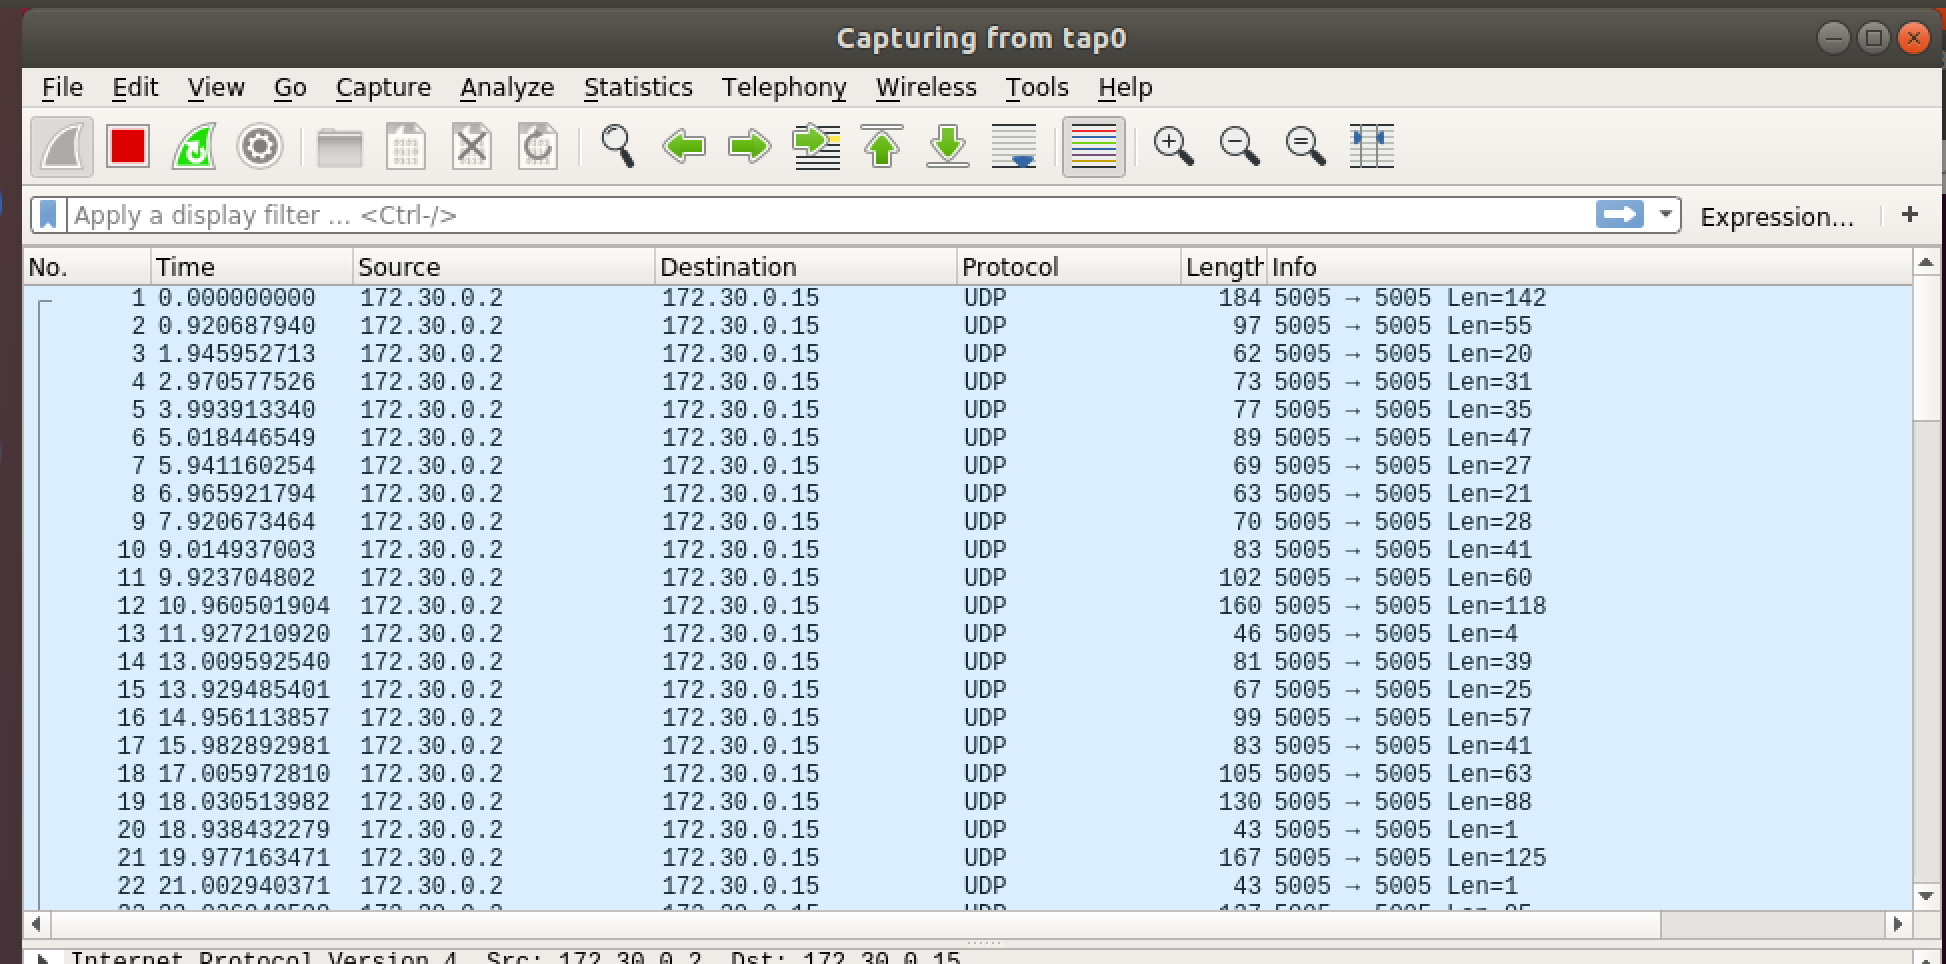 Capturing from tap0
File Edit View Go Capture Analyze Statistics Telephony Wireless Tools Help
Apply a display filter ... <Ctrl-/> Expression... +
No. Time Source Destination Protocol Length Info
1 0.000000000 172.30.0.2 172.30.0.15 UDP 184 5005 → 5005 Len=142
2 0.920687940 172.30.0.2 172.30.0.15 UDP 97 5005 → 5005 Len=55
3 1.945952713 172.30.0.2 172.30.0.15 UDP 62 5005 → 5005 Len=20
4 2.970577526 172.30.0.2 172.30.0.15 UDP 73 5005 → 5005 Len=31
5 3.993913340 172.30.0.2 172.30.0.15 UDP 77 5005 → 5005 Len=35
6 5.018446549 172.30.0.2 172.30.0.15 UDP 89 5005 → 5005 Len=47
7 5.941160254 172.30.0.2 172.30.0.15 UDP 69 5005 → 5005 Len=27
8 6.965921794 172.30.0.2 172.30.0.15 UDP 63 5005 → 5005 Len=21
9 7.920673464 172.30.0.2 172.30.0.15 UDP 70 5005 → 5005 Len=28
10 9.014937003 172.30.0.2 172.30.0.15 UDP 83 5005 → 5005 Len=41
11 9.923704802 172.30.0.2 172.30.0.15 UDP 102 5005 → 5005 Len=60
12 10.960501904 172.30.0.2 172.30.0.15 UDP 160 5005 → 5005 Len=118
13 11.927210920 172.30.0.2 172.30.0.15 UDP 46 5005 → 5005 Len=4
14 13.009592540 172.30.0.2 172.30.0.15 UDP 81 5005 → 5005 Len=39
15 13.929485401 172.30.0.2 172.30.0.15 UDP 67 5005 → 5005 Len=25
16 14.956113857 172.30.0.2 172.30.0.15 UDP 99 5005 → 5005 Len=57
17 15.982892981 172.30.0.2 172.30.0.15 UDP 83 5005 → 5005 Len=41
18 17.005972810 172.30.0.2 172.30.0.15 UDP 105 5005 → 5005 Len=63
19 18.030513982 172.30.0.2 172.30.0.15 UDP 130 5005 → 5005 Len=88
20 18.938432279 172.30.0.2 172.30.0.15 UDP 43 5005 → 5005 Len=1
21 19.977163471 172.30.0.2 172.30.0.15 UDP 167 5005 → 5005 Len=125
22 21.002940371 172.30.0.2 172.30.0.15 UDP 43 5005 → 5005 Len=1
Internet Protocol Version 4, Src: 172.30.0.2, Dst: 172.30.0.15